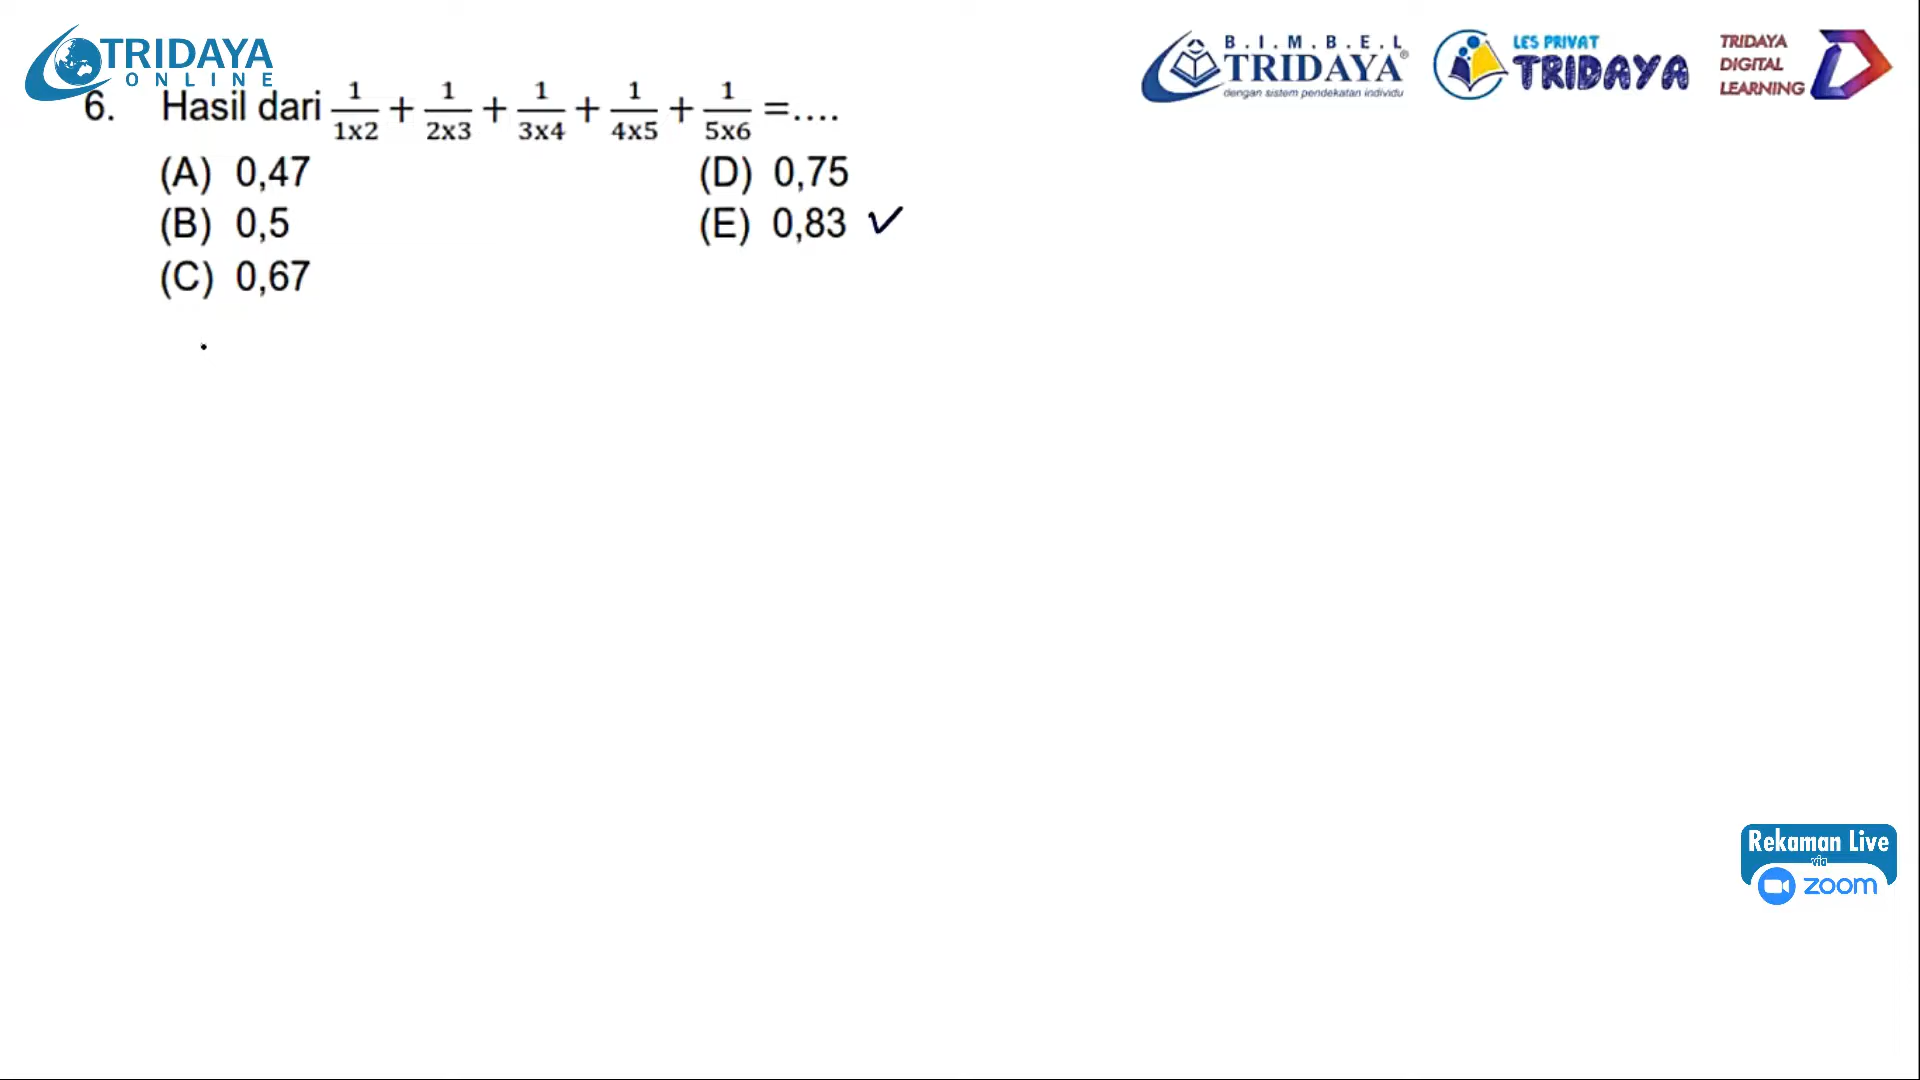 TRIDAYA
ONLINE
B.I.M.B.E.L
TRIDAYA®
dengan sistem pendekatan individu
LES PRIVAT
TRIDAYA
TRIDAYA
DIGITAL
LEARNING
6. Hasil dari 1/1x2 + 1/2x3 + 1/3x4 + 1/4x5 + 1/5x6 =....
(A) 0,47
(D) 0,75
(B) 0,5
(E) 0,83 ✓
(C) 0,67
Rekaman Live
via
zoom